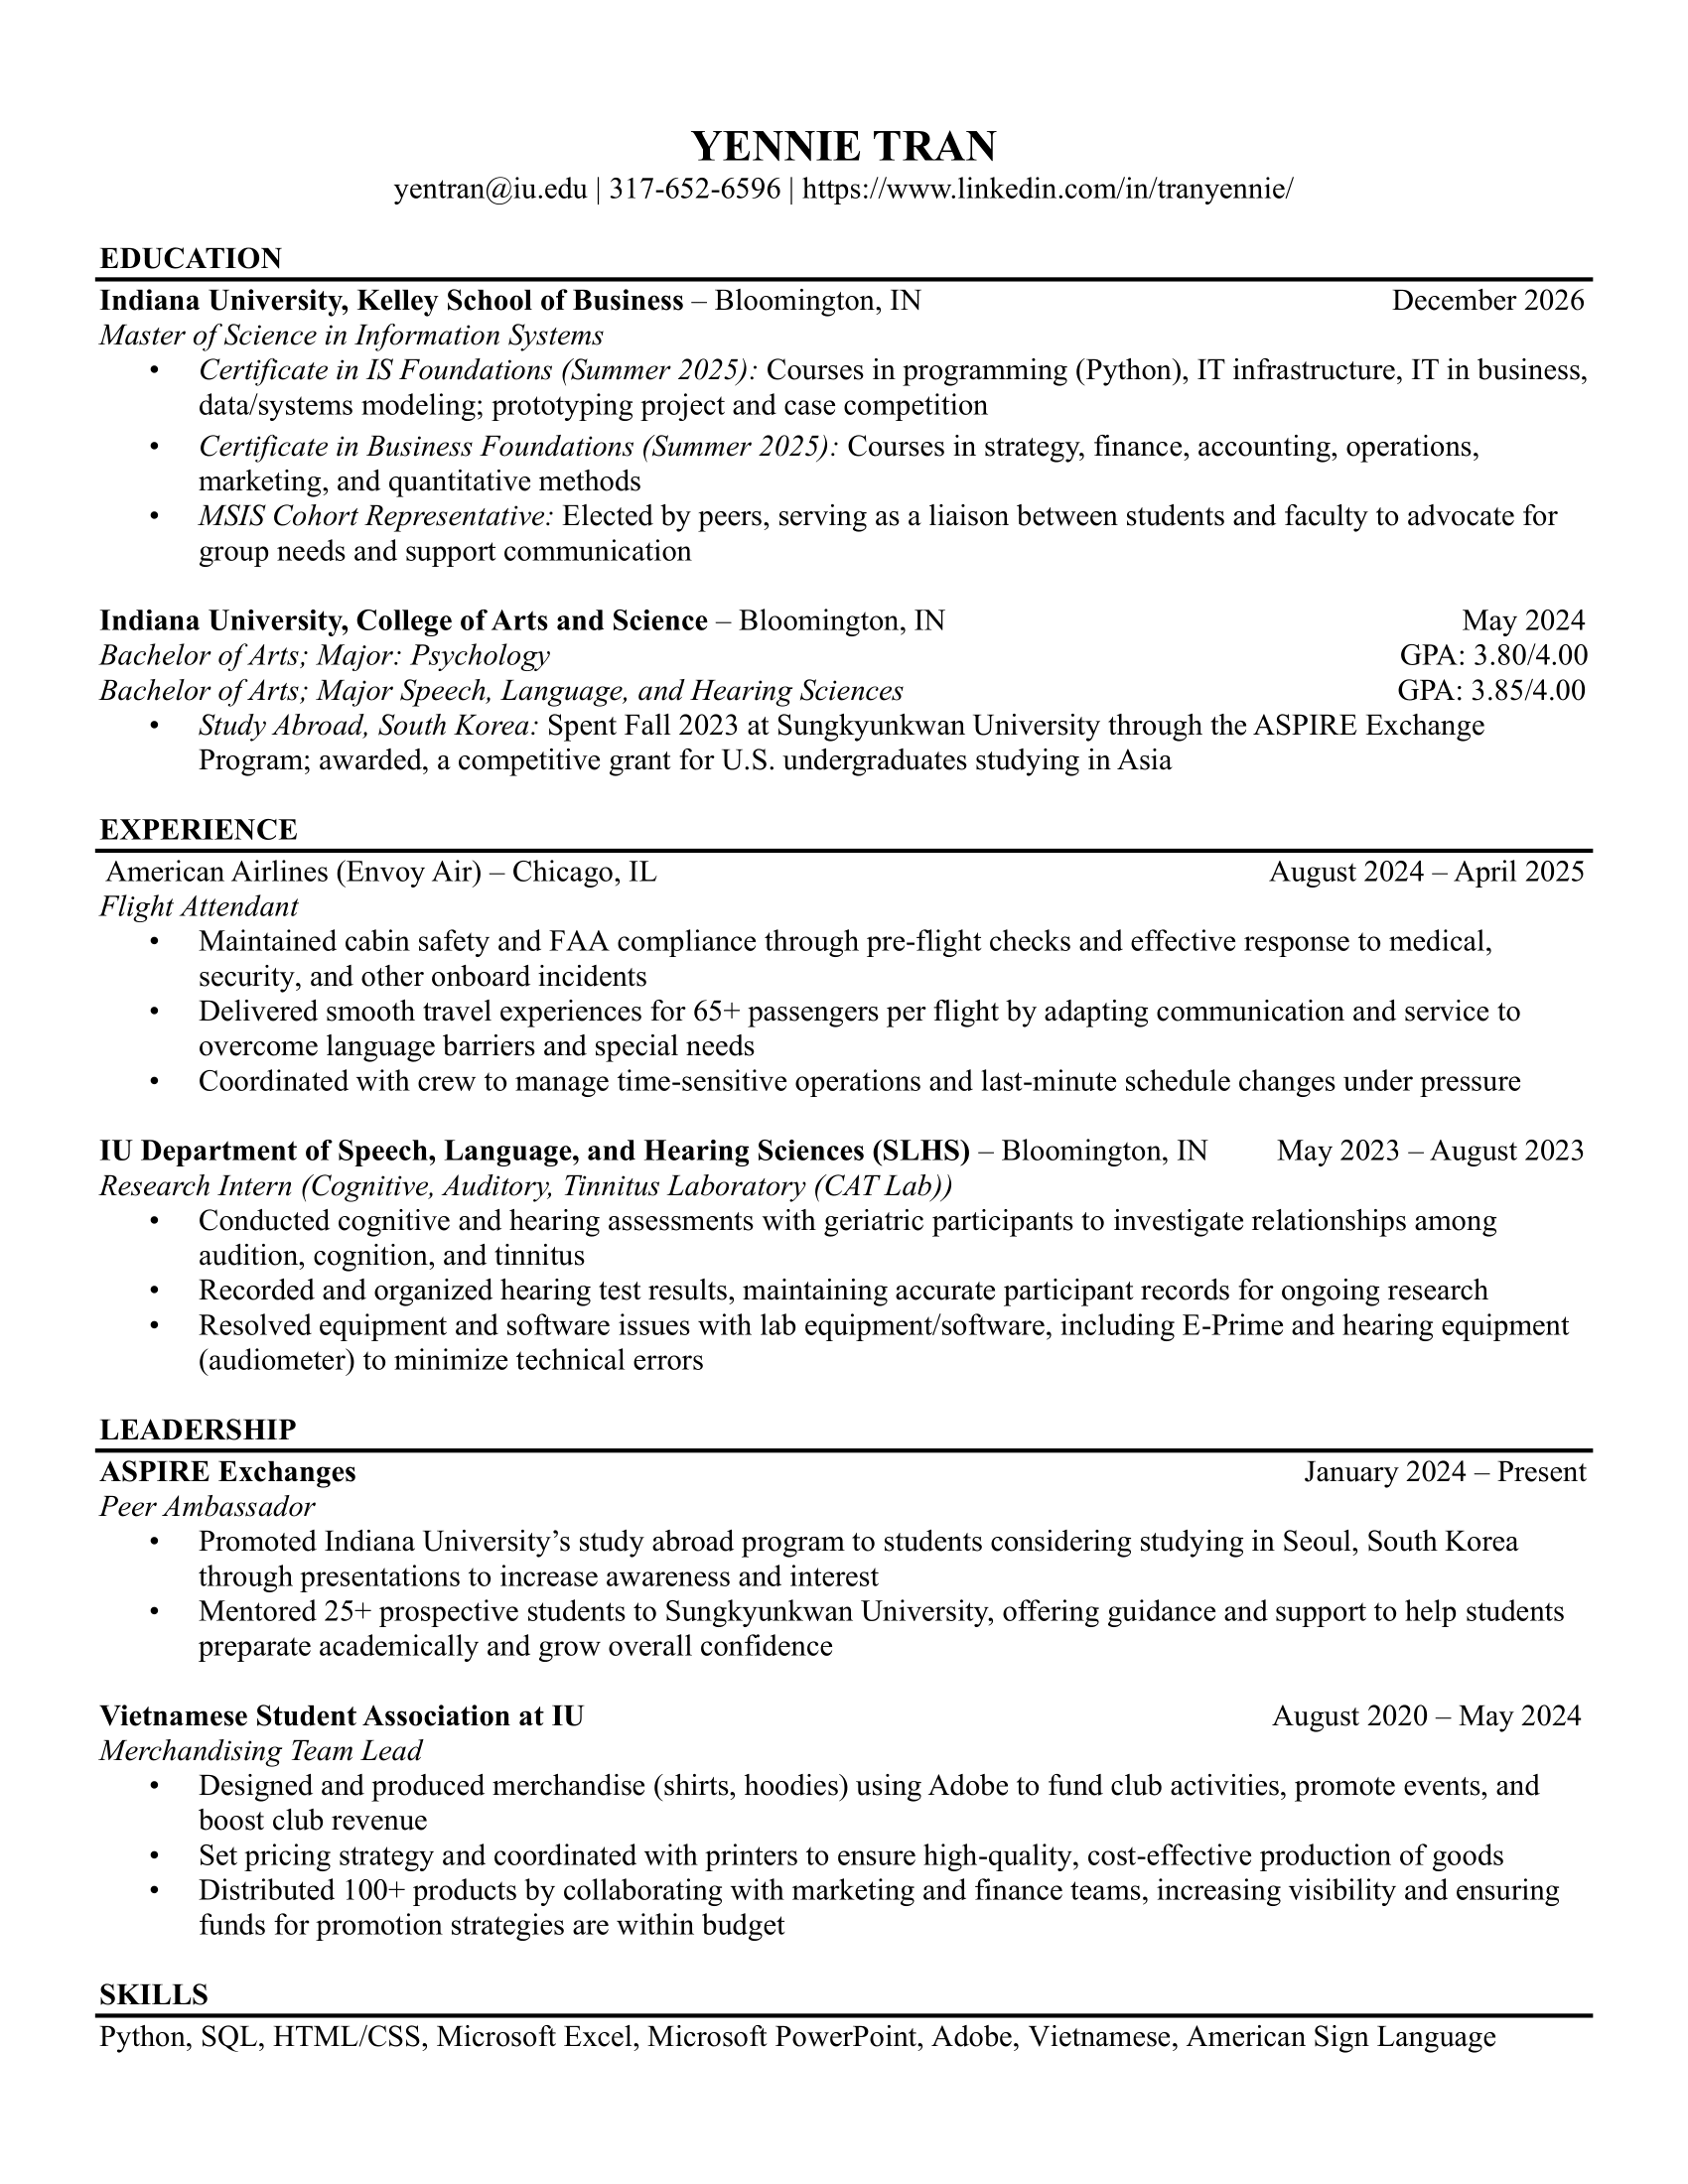 YENNIE TRAN
yentran@iu.edu | 317-652-6596 | https://www.linkedin.com/in/tranyennie/
EDUCATION
Indiana University, Kelley School of Business – Bloomington, IN December 2026
Master of Science in Information Systems
• Certificate in IS Foundations (Summer 2025): Courses in programming (Python), IT infrastructure, IT in business,
data/systems modeling; prototyping project and case competition
• Certificate in Business Foundations (Summer 2025): Courses in strategy, finance, accounting, operations,
marketing, and quantitative methods
• MSIS Cohort Representative: Elected by peers, serving as a liaison between students and faculty to advocate for
group needs and support communication
Indiana University, College of Arts and Science – Bloomington, IN May 2024
Bachelor of Arts; Major: Psychology GPA: 3.80/4.00
Bachelor of Arts; Major Speech, Language, and Hearing Sciences GPA: 3.85/4.00
• Study Abroad, South Korea: Spent Fall 2023 at Sungkyunkwan University through the ASPIRE Exchange
Program; awarded, a competitive grant for U.S. undergraduates studying in Asia
EXPERIENCE
American Airlines (Envoy Air) – Chicago, IL August 2024 – April 2025
Flight Attendant
• Maintained cabin safety and FAA compliance through pre-flight checks and effective response to medical,
security, and other onboard incidents
• Delivered smooth travel experiences for 65+ passengers per flight by adapting communication and service to
overcome language barriers and special needs
• Coordinated with crew to manage time-sensitive operations and last-minute schedule changes under pressure
IU Department of Speech, Language, and Hearing Sciences (SLHS) – Bloomington, IN May 2023 – August 2023
Research Intern (Cognitive, Auditory, Tinnitus Laboratory (CAT Lab))
• Conducted cognitive and hearing assessments with geriatric participants to investigate relationships among
audition, cognition, and tinnitus
• Recorded and organized hearing test results, maintaining accurate participant records for ongoing research
• Resolved equipment and software issues with lab equipment/software, including E-Prime and hearing equipment
(audiometer) to minimize technical errors
LEADERSHIP
ASPIRE Exchanges January 2024 – Present
Peer Ambassador
• Promoted Indiana University’s study abroad program to students considering studying in Seoul, South Korea
through presentations to increase awareness and interest
• Mentored 25+ prospective students to Sungkyunkwan University, offering guidance and support to help students
preparate academically and grow overall confidence
Vietnamese Student Association at IU August 2020 – May 2024
Merchandising Team Lead
• Designed and produced merchandise (shirts, hoodies) using Adobe to fund club activities, promote events, and
boost club revenue
• Set pricing strategy and coordinated with printers to ensure high-quality, cost-effective production of goods
• Distributed 100+ products by collaborating with marketing and finance teams, increasing visibility and ensuring
funds for promotion strategies are within budget
SKILLS
Python, SQL, HTML/CSS, Microsoft Excel, Microsoft PowerPoint, Adobe, Vietnamese, American Sign Language